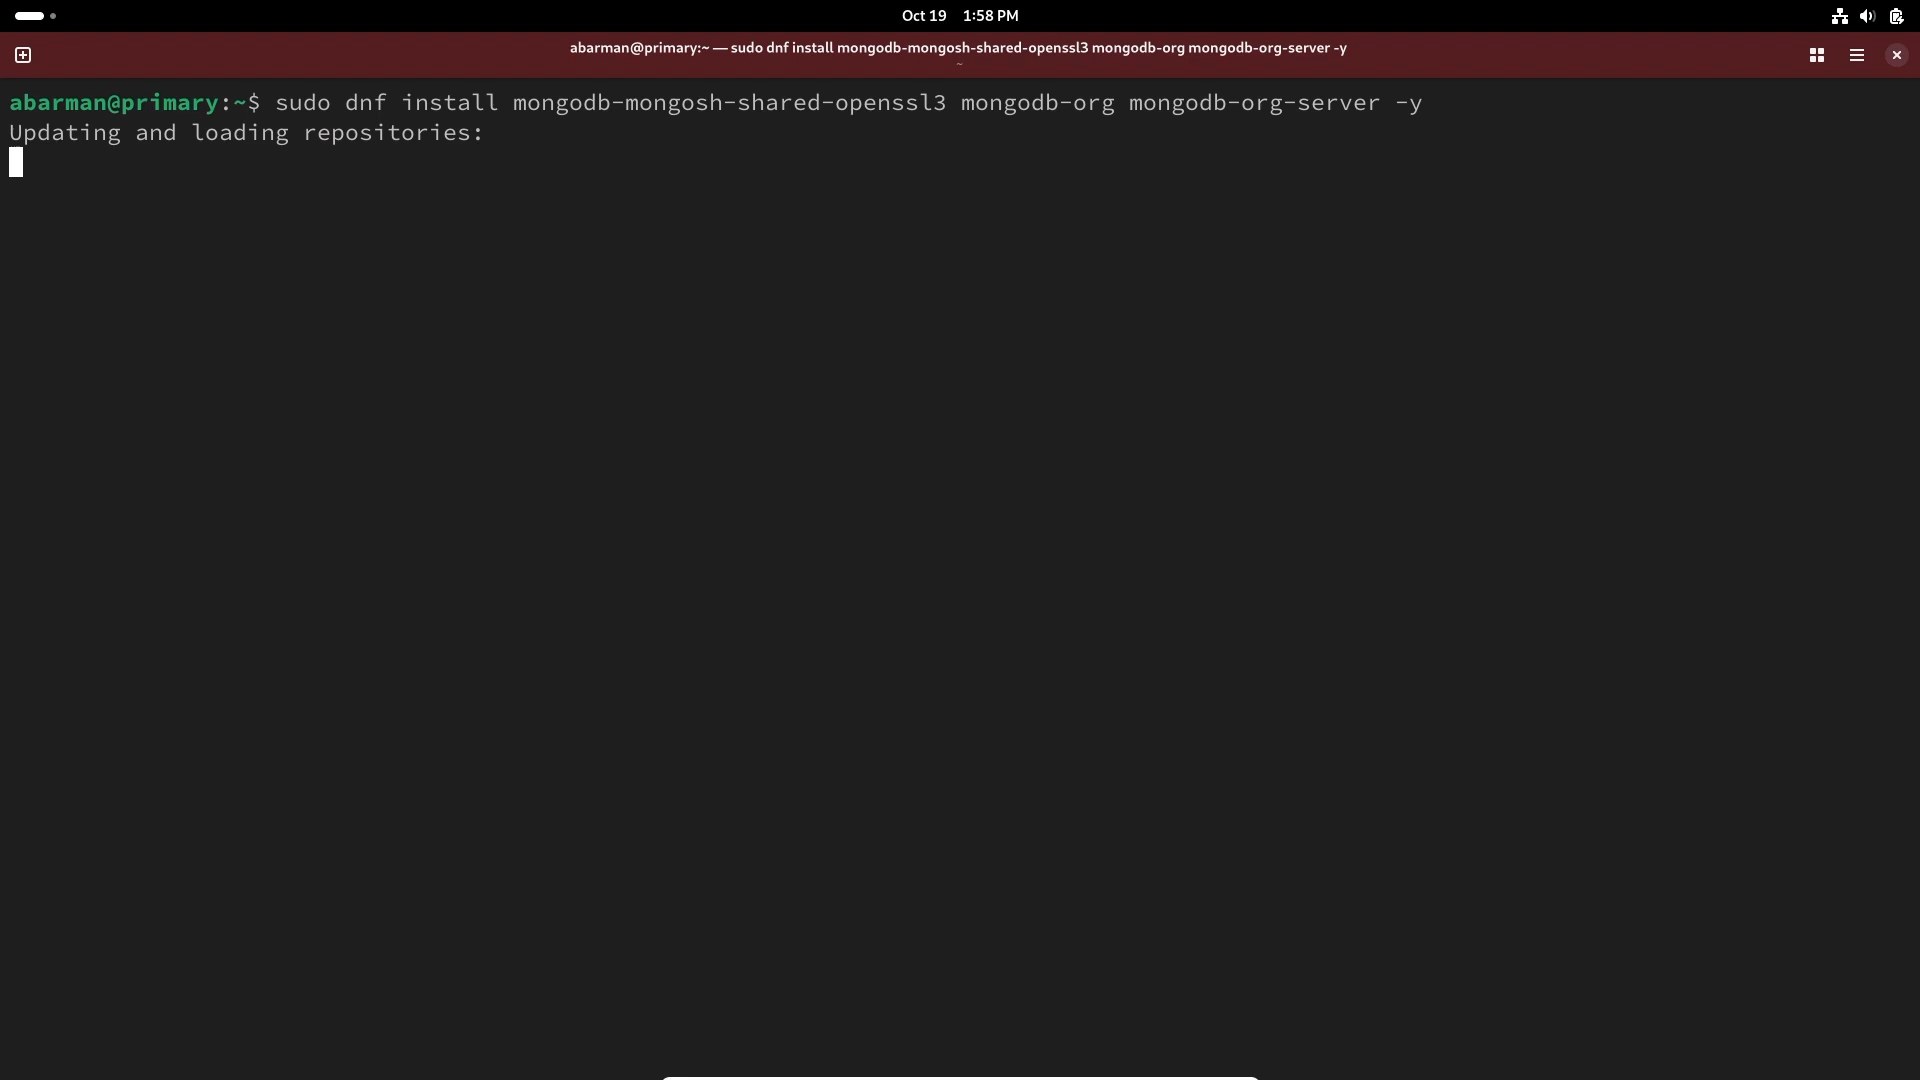 Oct 19 1:58 PM
abarman@primary:~ — sudo dnf install mongodb-mongosh-shared-openssl3 mongodb-org mongodb-org-server -y
~
abarman@primary:~$ sudo dnf install mongodb-mongosh-shared-openssl3 mongodb-org mongodb-org-server -y
Updating and loading repositories: